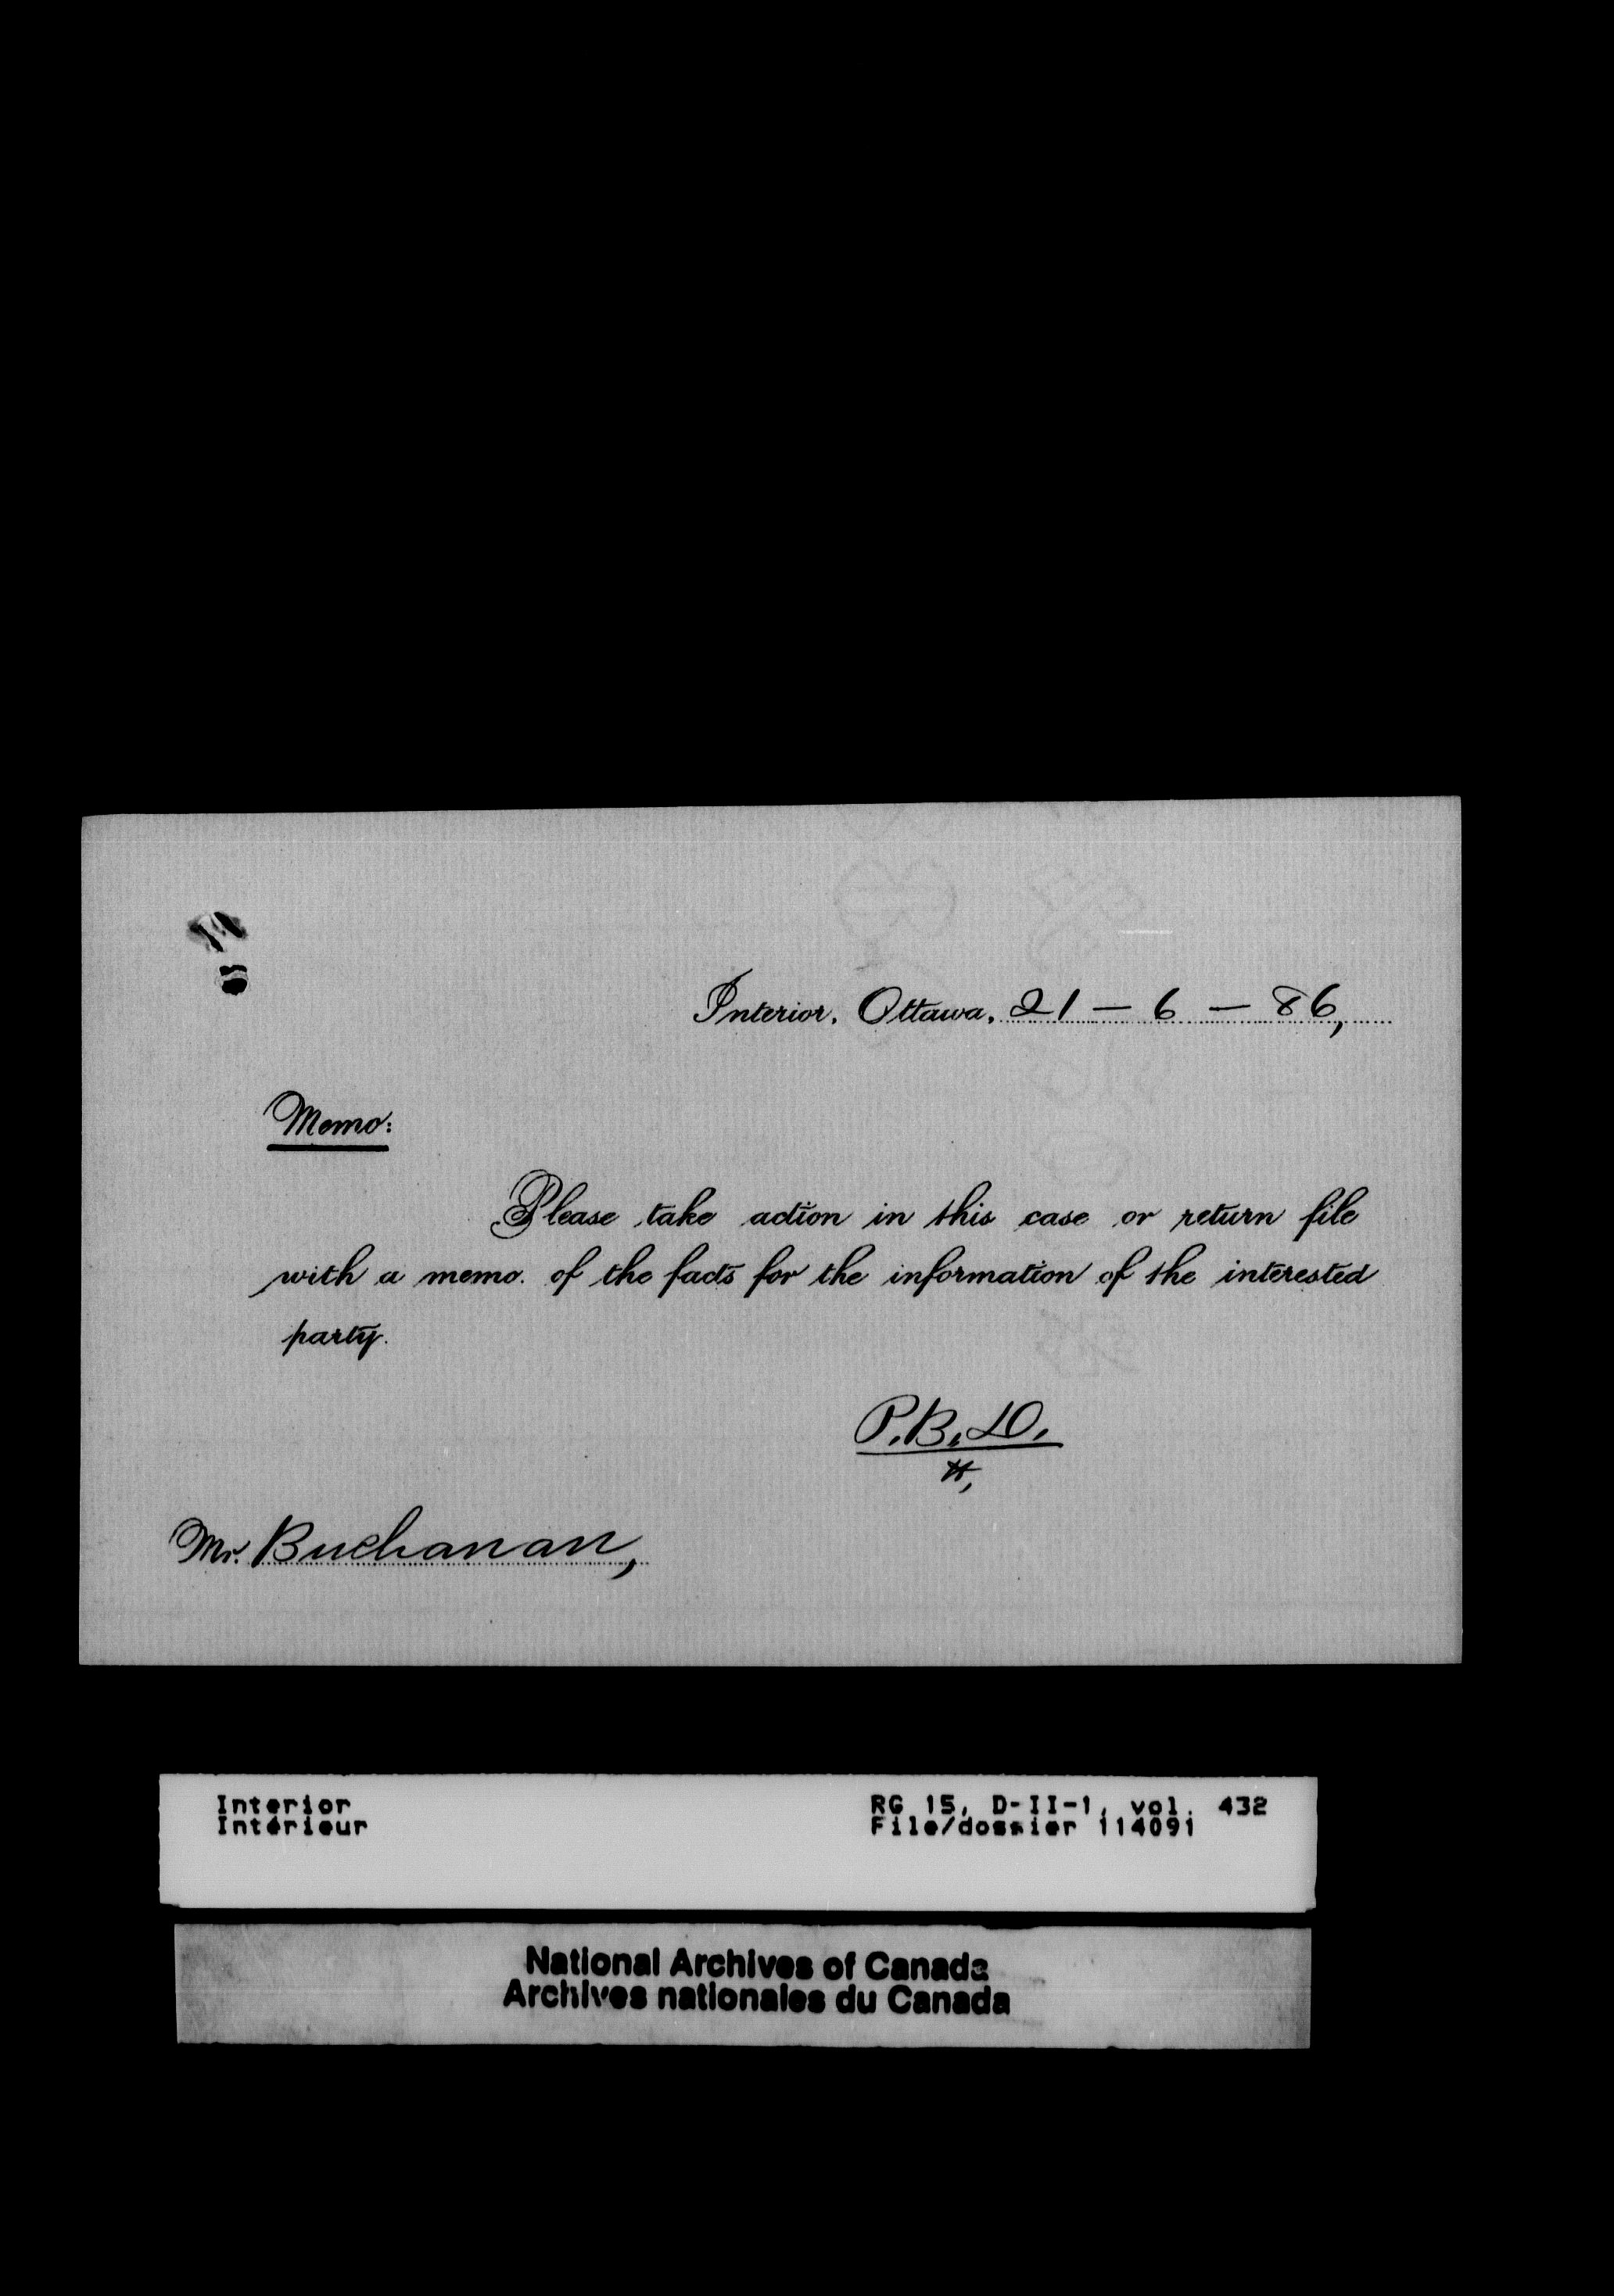 Interior, Ottawa, 21 – 6 – 86,
Memo:
Please take action in this case or return file
with a memo. of the facts for the information of the interested
party.
P.B.D.
Mr. Buchanan,
Interior
Intérieur
RG 15, D-II-1, vol. 432
File/dossier 114091
National Archives of Canada
Archives nationales du Canada